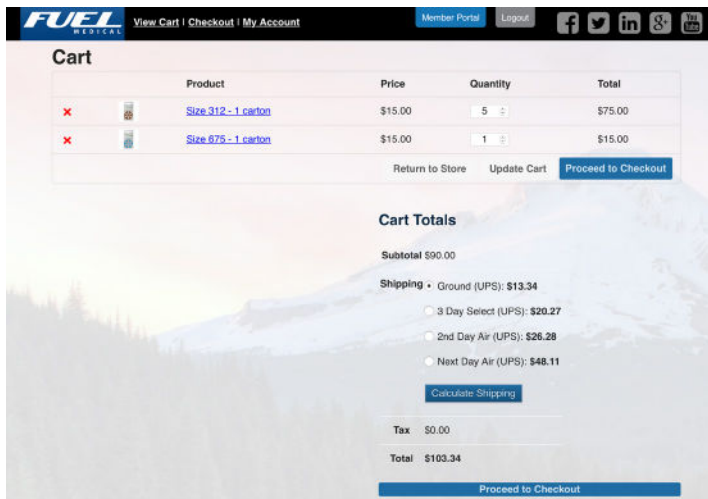 FUEL
MEDICAL
View Cart | Checkout | My Account
Member Portal
Logout
You
Tube
Cart
Product Price Quantity Total
Size 312 - 1 carton $15.00 5 $75.00
Size 675 - 1 carton $15.00 1 $15.00
Return to Store Update Cart Proceed to Checkout
Cart Totals
Subtotal $90.00
Shipping Ground (UPS): $13.34
3 Day Select (UPS): $20.27
2nd Day Air (UPS): $26.28
Next Day Air (UPS): $48.11
Calculate Shipping
Tax $0.00
Total $103.34
Proceed to Checkout